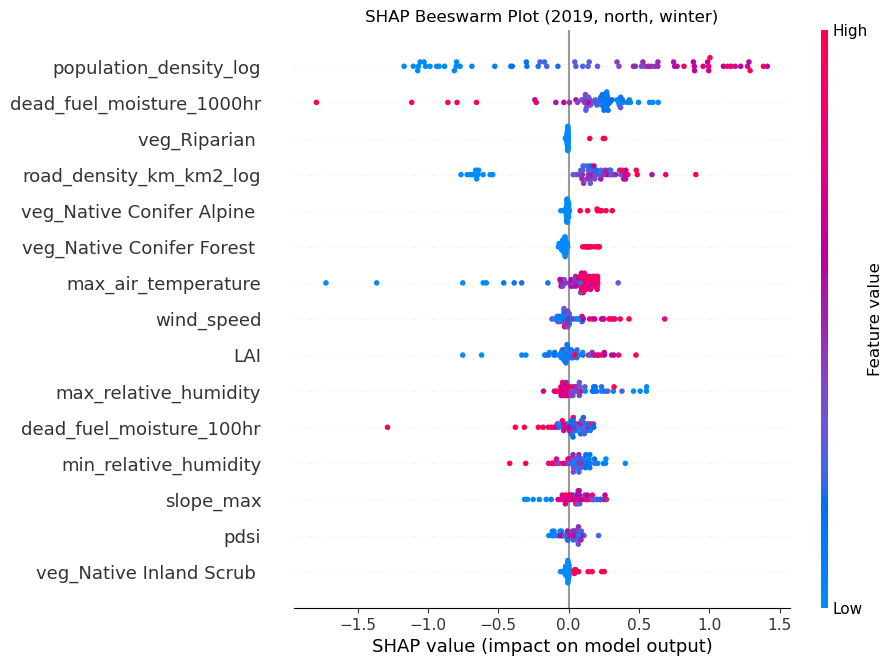 SHAP Beeswarm Plot (2019, north, winter)
High
population_density_log
dead_fuel_moisture_1000hr
veg_Riparian
road_density_km_km2_log
veg_Native Conifer Alpine
veg_Native Conifer Forest
max_air_temperature
wind_speed
LAI
max_relative_humidity
dead_fuel_moisture_100hr
min_relative_humidity
slope_max
pdsi
veg_Native Inland Scrub
Feature value
Low
−1.5 −1.0 −0.5 0.0 0.5 1.0 1.5
SHAP value (impact on model output)